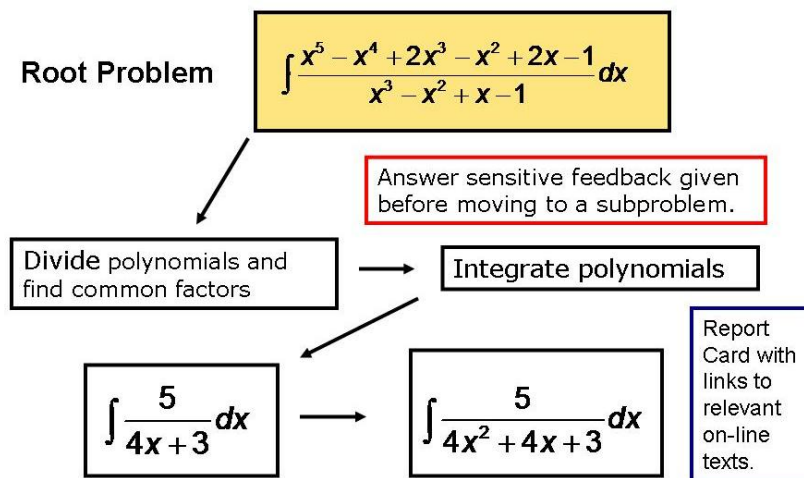 Root Problem
∫ (x⁵ − x⁴ + 2x³ − x² + 2x − 1)/(x³ − x² + x − 1) dx
Answer sensitive feedback given
before moving to a subproblem.
Divide polynomials and
find common factors
Integrate polynomials
∫ 5/(4x + 3) dx
∫ 5/(4x² + 4x + 3) dx
Report
Card with
links to
relevant
on-line
texts.